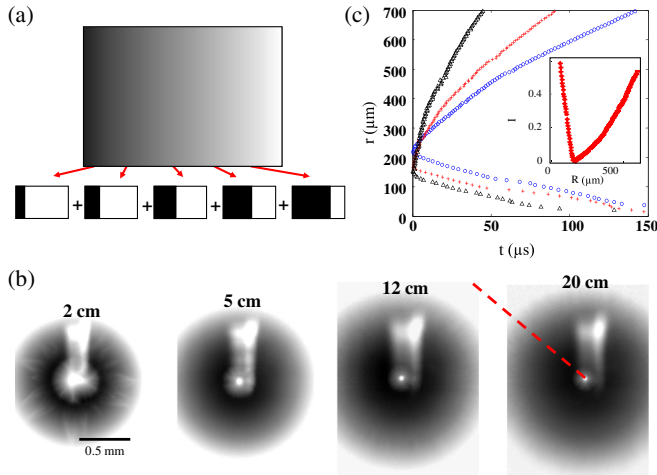 (a)
+ + + +
(b)
2 cm
5 cm
12 cm
20 cm
0.5 mm
(c)
700
600
500
400
300
200
100
0
r (μm)
0 50 100 150
t (μs)
0.4
0.2
0
I
0 500
R (μm)